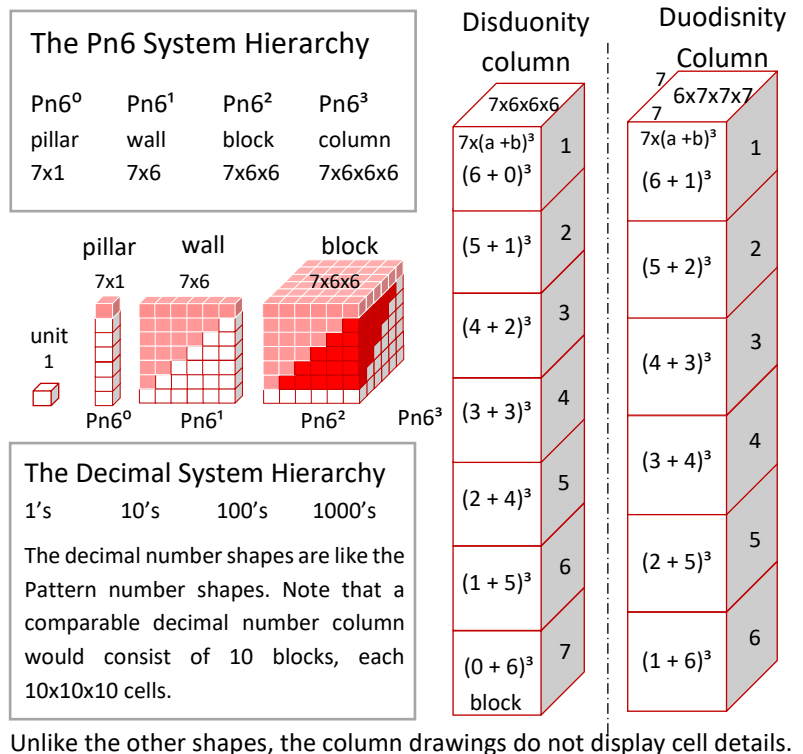 The Pn6 System Hierarchy
Pn6⁰ Pn6¹ Pn6² Pn6³
pillar wall block column
7x1 7x6 7x6x6 7x6x6x6
pillar wall block
7x1 7x6 7x6x6
unit
1
Pn6⁰ Pn6¹ Pn6² Pn6³
The Decimal System Hierarchy
1’s 10’s 100’s 1000’s
The decimal number shapes are like the
Pattern number shapes. Note that a
comparable decimal number column
would consist of 10 blocks, each
10x10x10 cells.
Disduonity
column
7x6x6x6
7x(a +b)³
(6 + 0)³ 1
(5 + 1)³ 2
(4 + 2)³ 3
(3 + 3)³ 4
(2 + 4)³ 5
(1 + 5)³ 6
(0 + 6)³ 7
block
Duodisnity
Column
7
6x7x7x7
7
7x(a + b)³
(6 + 1)³ 1
(5 + 2)³ 2
(4 + 3)³ 3
(3 + 4)³ 4
(2 + 5)³ 5
(1 + 6)³ 6
Unlike the other shapes, the column drawings do not display cell details.